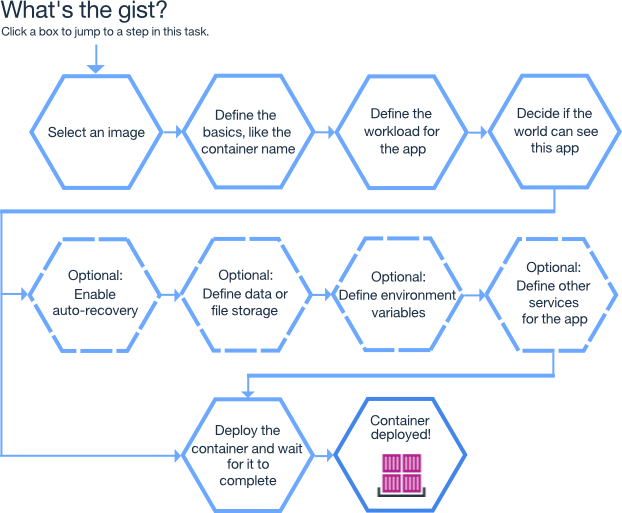 What's the gist?
Click a box to jump to a step in this task.
Select an image
Define the
basics, like the
container name
Define the
workload for
the app
Decide if the
world can see
this app
Optional:
Enable
auto-recovery
Optional:
Define data or
file storage
Optional:
Define environment
variables
Optional:
Define other
services
for the app
Deploy the
container and wait
for it to
complete
Container
deployed!